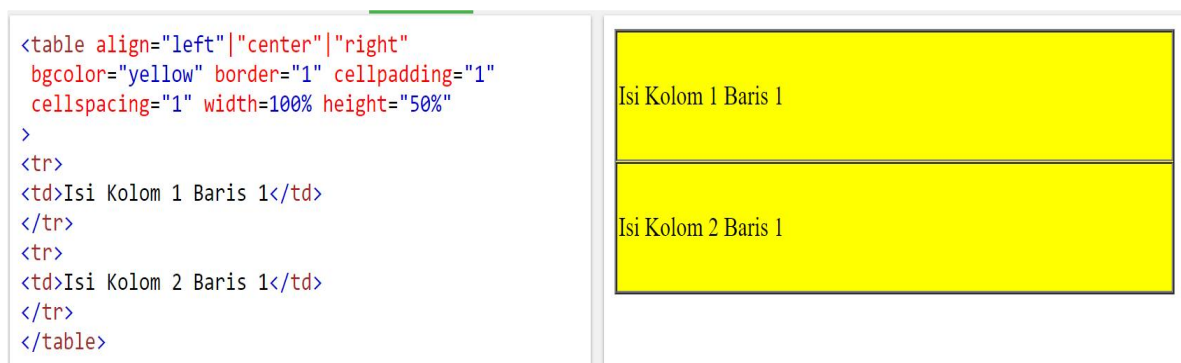 <table align="left"|"center"|"right"
bgcolor="yellow" border="1" cellpadding="1"
cellspacing="1" width=100% height="50%"
>
<tr>
<td>Isi Kolom 1 Baris 1</td>
</tr>
<tr>
<td>Isi Kolom 2 Baris 1</td>
</tr>
</table>
Isi Kolom 1 Baris 1
Isi Kolom 2 Baris 1